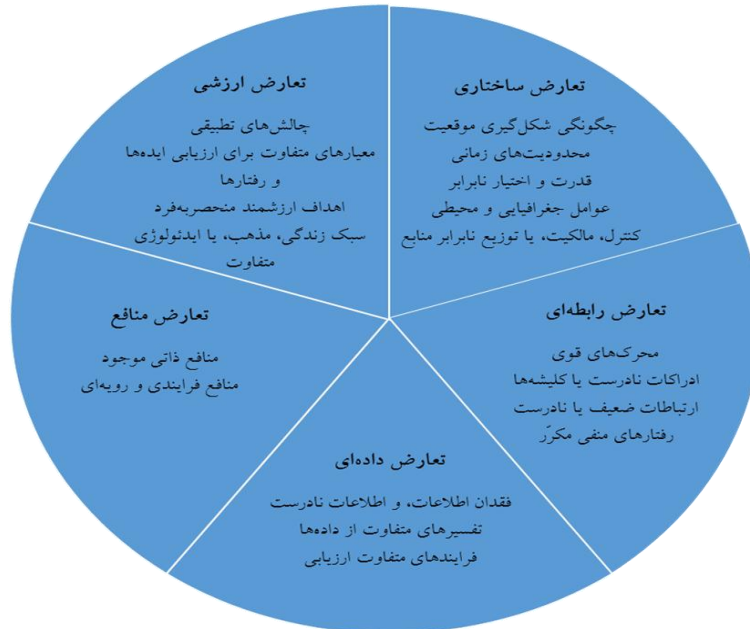 تعارض ساختاری
چگونگی شکل‌گیری موقعیت
محدودیت‌های زمانی
قدرت و اختیار نابرابر
عوامل جغرافیایی و محیطی
کنترل، مالکیت، یا توزیع نابرابر منابع
تعارض ارزشی
چالش‌های تطبیقی
معیارهای متفاوت برای ارزیابی ایده‌ها
و رفتارها
اهداف ارزشمند منحصربه‌فرد
سبک زندگی، مذهب، یا ایدئولوژی
متفاوت
تعارض رابطه‌ای
محرک‌های قوی
ادراکات نادرست یا کلیشه‌ها
ارتباطات ضعیف یا نادرست
رفتارهای منفی مکرّر
تعارض منافع
منافع ذاتی موجود
منافع فرایندی و رویه‌ای
تعارض داده‌ای
فقدان اطلاعات، و اطلاعات نادرست
تفسیرهای متفاوت از داده‌ها
فرایندهای متفاوت ارزیابی